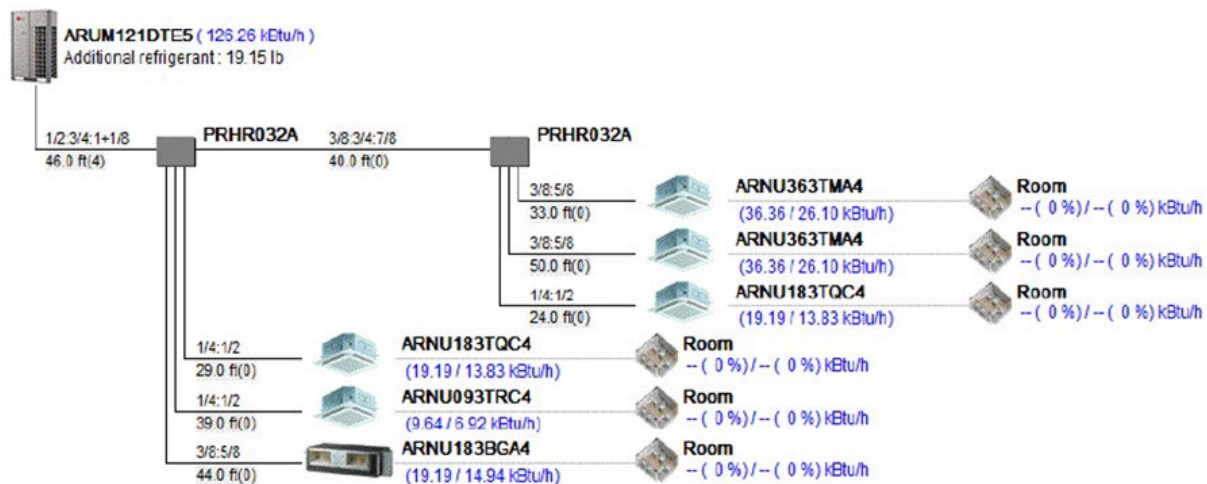 ARUM121DTE5 ( 126.26 kBtu/h )
Additional refrigerant : 19.15 lb
1/2:3/4:1+1/8
46.0 ft(4)
PRHR032A
3/8:3/4:7/8
40.0 ft(0)
PRHR032A
3/8:5/8
33.0 ft(0)
ARNU363TMA4
(36.36 / 26.10 kBtu/h)
Room
-- ( 0 %) / -- ( 0 %) kBtu/h
3/8:5/8
50.0 ft(0)
ARNU363TMA4
(36.36 / 26.10 kBtu/h)
Room
-- ( 0 %) / -- ( 0 %) kBtu/h
1/4:1/2
24.0 ft(0)
ARNU183TQC4
(19.19 / 13.83 kBtu/h)
Room
-- ( 0 %) / -- ( 0 %) kBtu/h
1/4:1/2
29.0 ft(0)
ARNU183TQC4
(19.19 / 13.83 kBtu/h)
Room
-- ( 0 %) / -- ( 0 %) kBtu/h
1/4:1/2
39.0 ft(0)
ARNU093TRC4
(9.64 / 6.92 kBtu/h)
Room
-- ( 0 %) / -- ( 0 %) kBtu/h
3/8:5/8
44.0 ft(0)
ARNU183BGA4
(19.19 / 14.94 kBtu/h)
Room
-- ( 0 %) / -- ( 0 %) kBtu/h